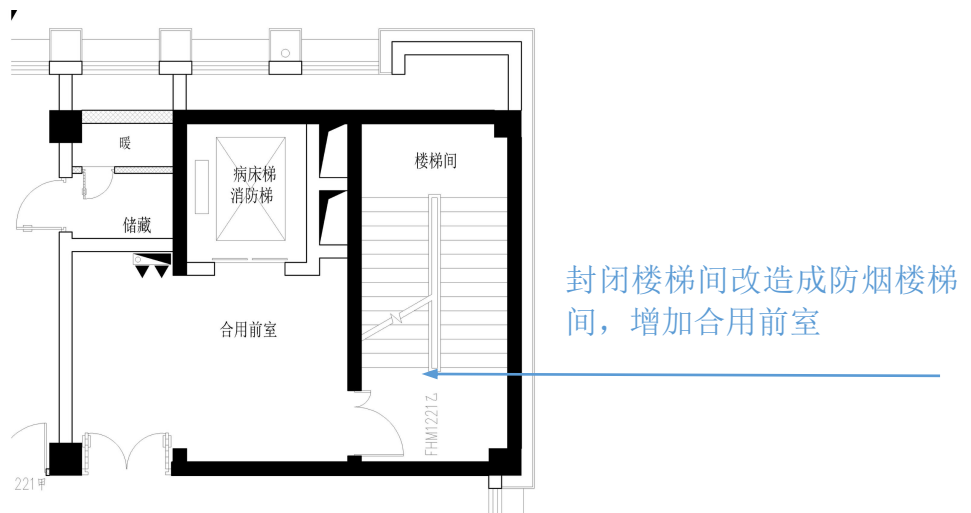 暖
病床梯
消防梯
楼梯间
储藏
封闭楼梯间改造成防烟楼梯
间，增加合用前室
合用前室
FHM1221乙
221甲